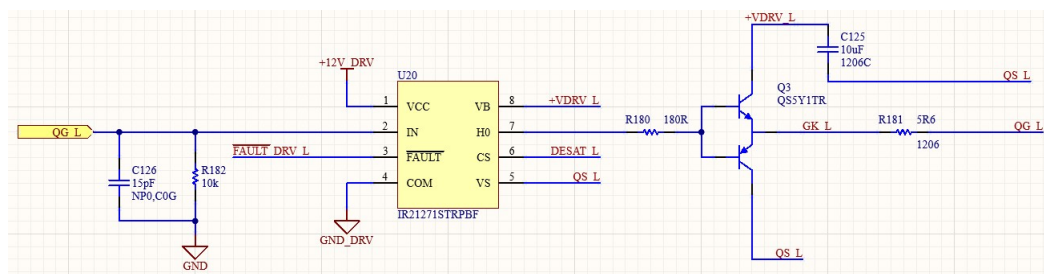 +VDRV_L
C125
10uF
1206C
QS_L
+12V_DRV
U20
Q3
QS5Y1TR
1
VCC
VB
8
+VDRV_L
QG_L
2
IN
H0
7
R180
180R
GK_L
R181
5R6
1206
QG_L
FAULT_DRV_L
3
FAULT
CS
6
DESAT_L
C126
15pF
NP0,C0G
R182
10k
4
COM
VS
5
QS_L
IR21271STRPBF
GND_DRV
GND
QS_L